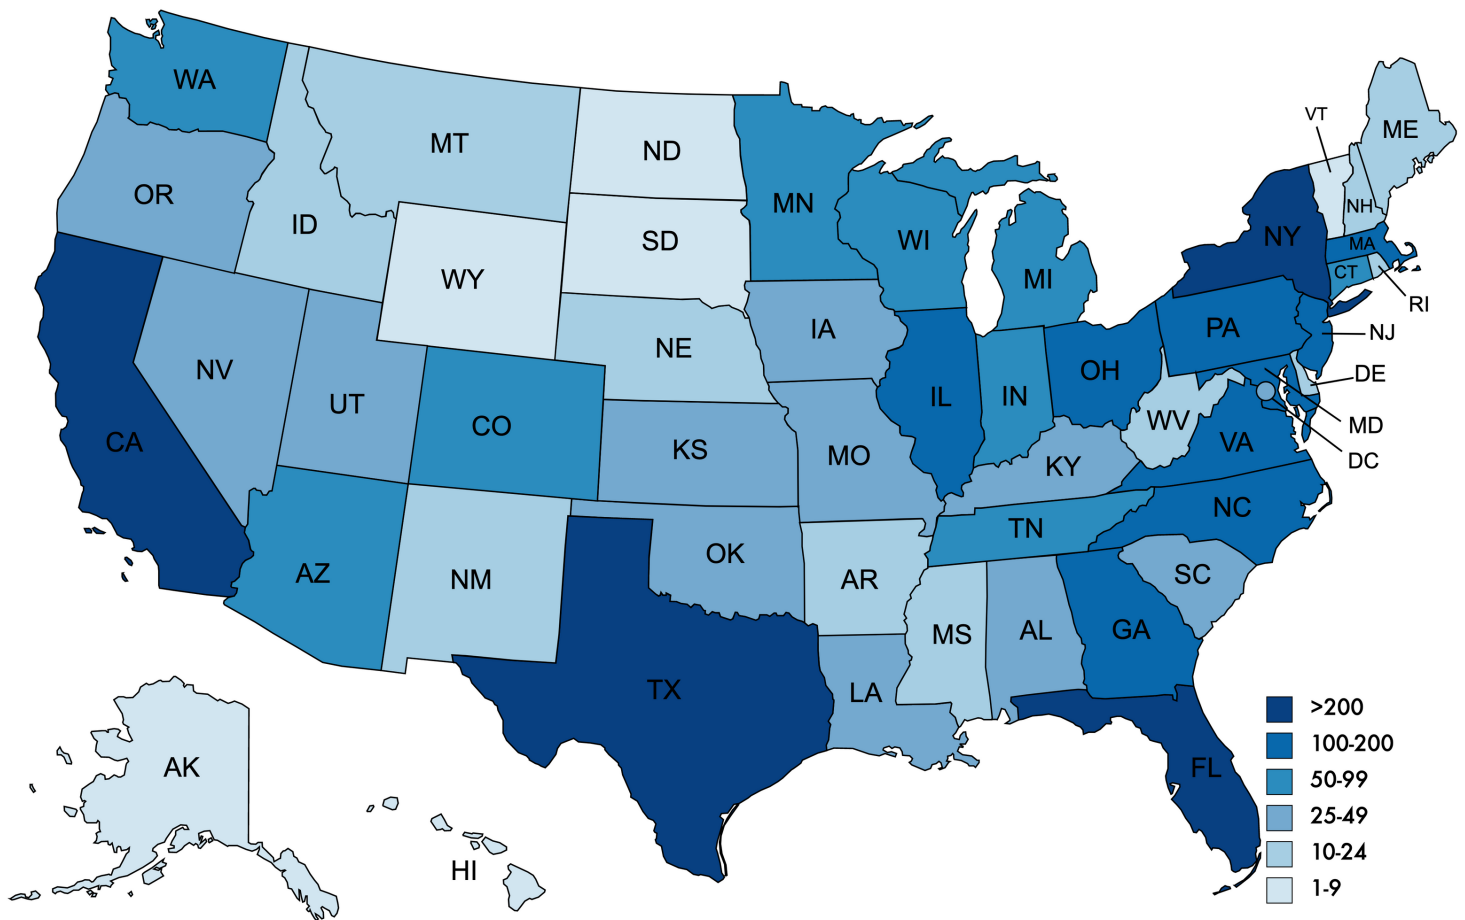 WA
MT
ND
VT
ME
OR
ID
MN
NH
SD
WI
NY
MA
WY
MI
CT
RI
IA
PA
NJ
NE
NV
UT
OH
DE
IL
IN
CO
WV
MD
CA
VA
KS
MO
KY
DC
NC
TN
OK
AZ
NM
AR
SC
MS
AL
GA
TX
LA
>200
100-200
AK
FL
50-99
25-49
10-24
HI
1-9